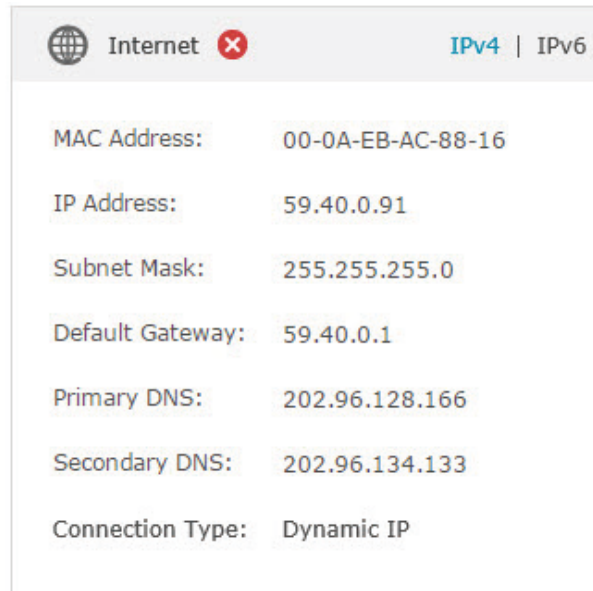 Internet IPv4 | IPv6
MAC Address: 00-0A-EB-AC-88-16
IP Address: 59.40.0.91
Subnet Mask: 255.255.255.0
Default Gateway: 59.40.0.1
Primary DNS: 202.96.128.166
Secondary DNS: 202.96.134.133
Connection Type: Dynamic IP